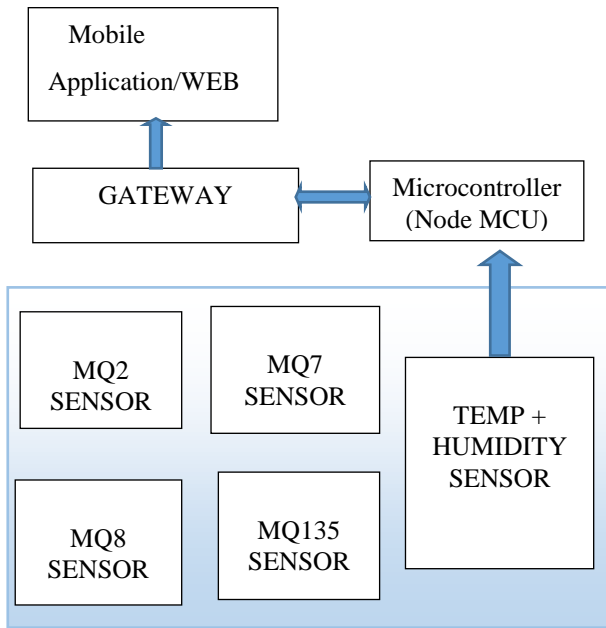 Mobile
Application/WEB
GATEWAY
Microcontroller
(Node MCU)
MQ2
SENSOR
MQ7
SENSOR
TEMP +
HUMIDITY
SENSOR
MQ8
SENSOR
MQ135
SENSOR